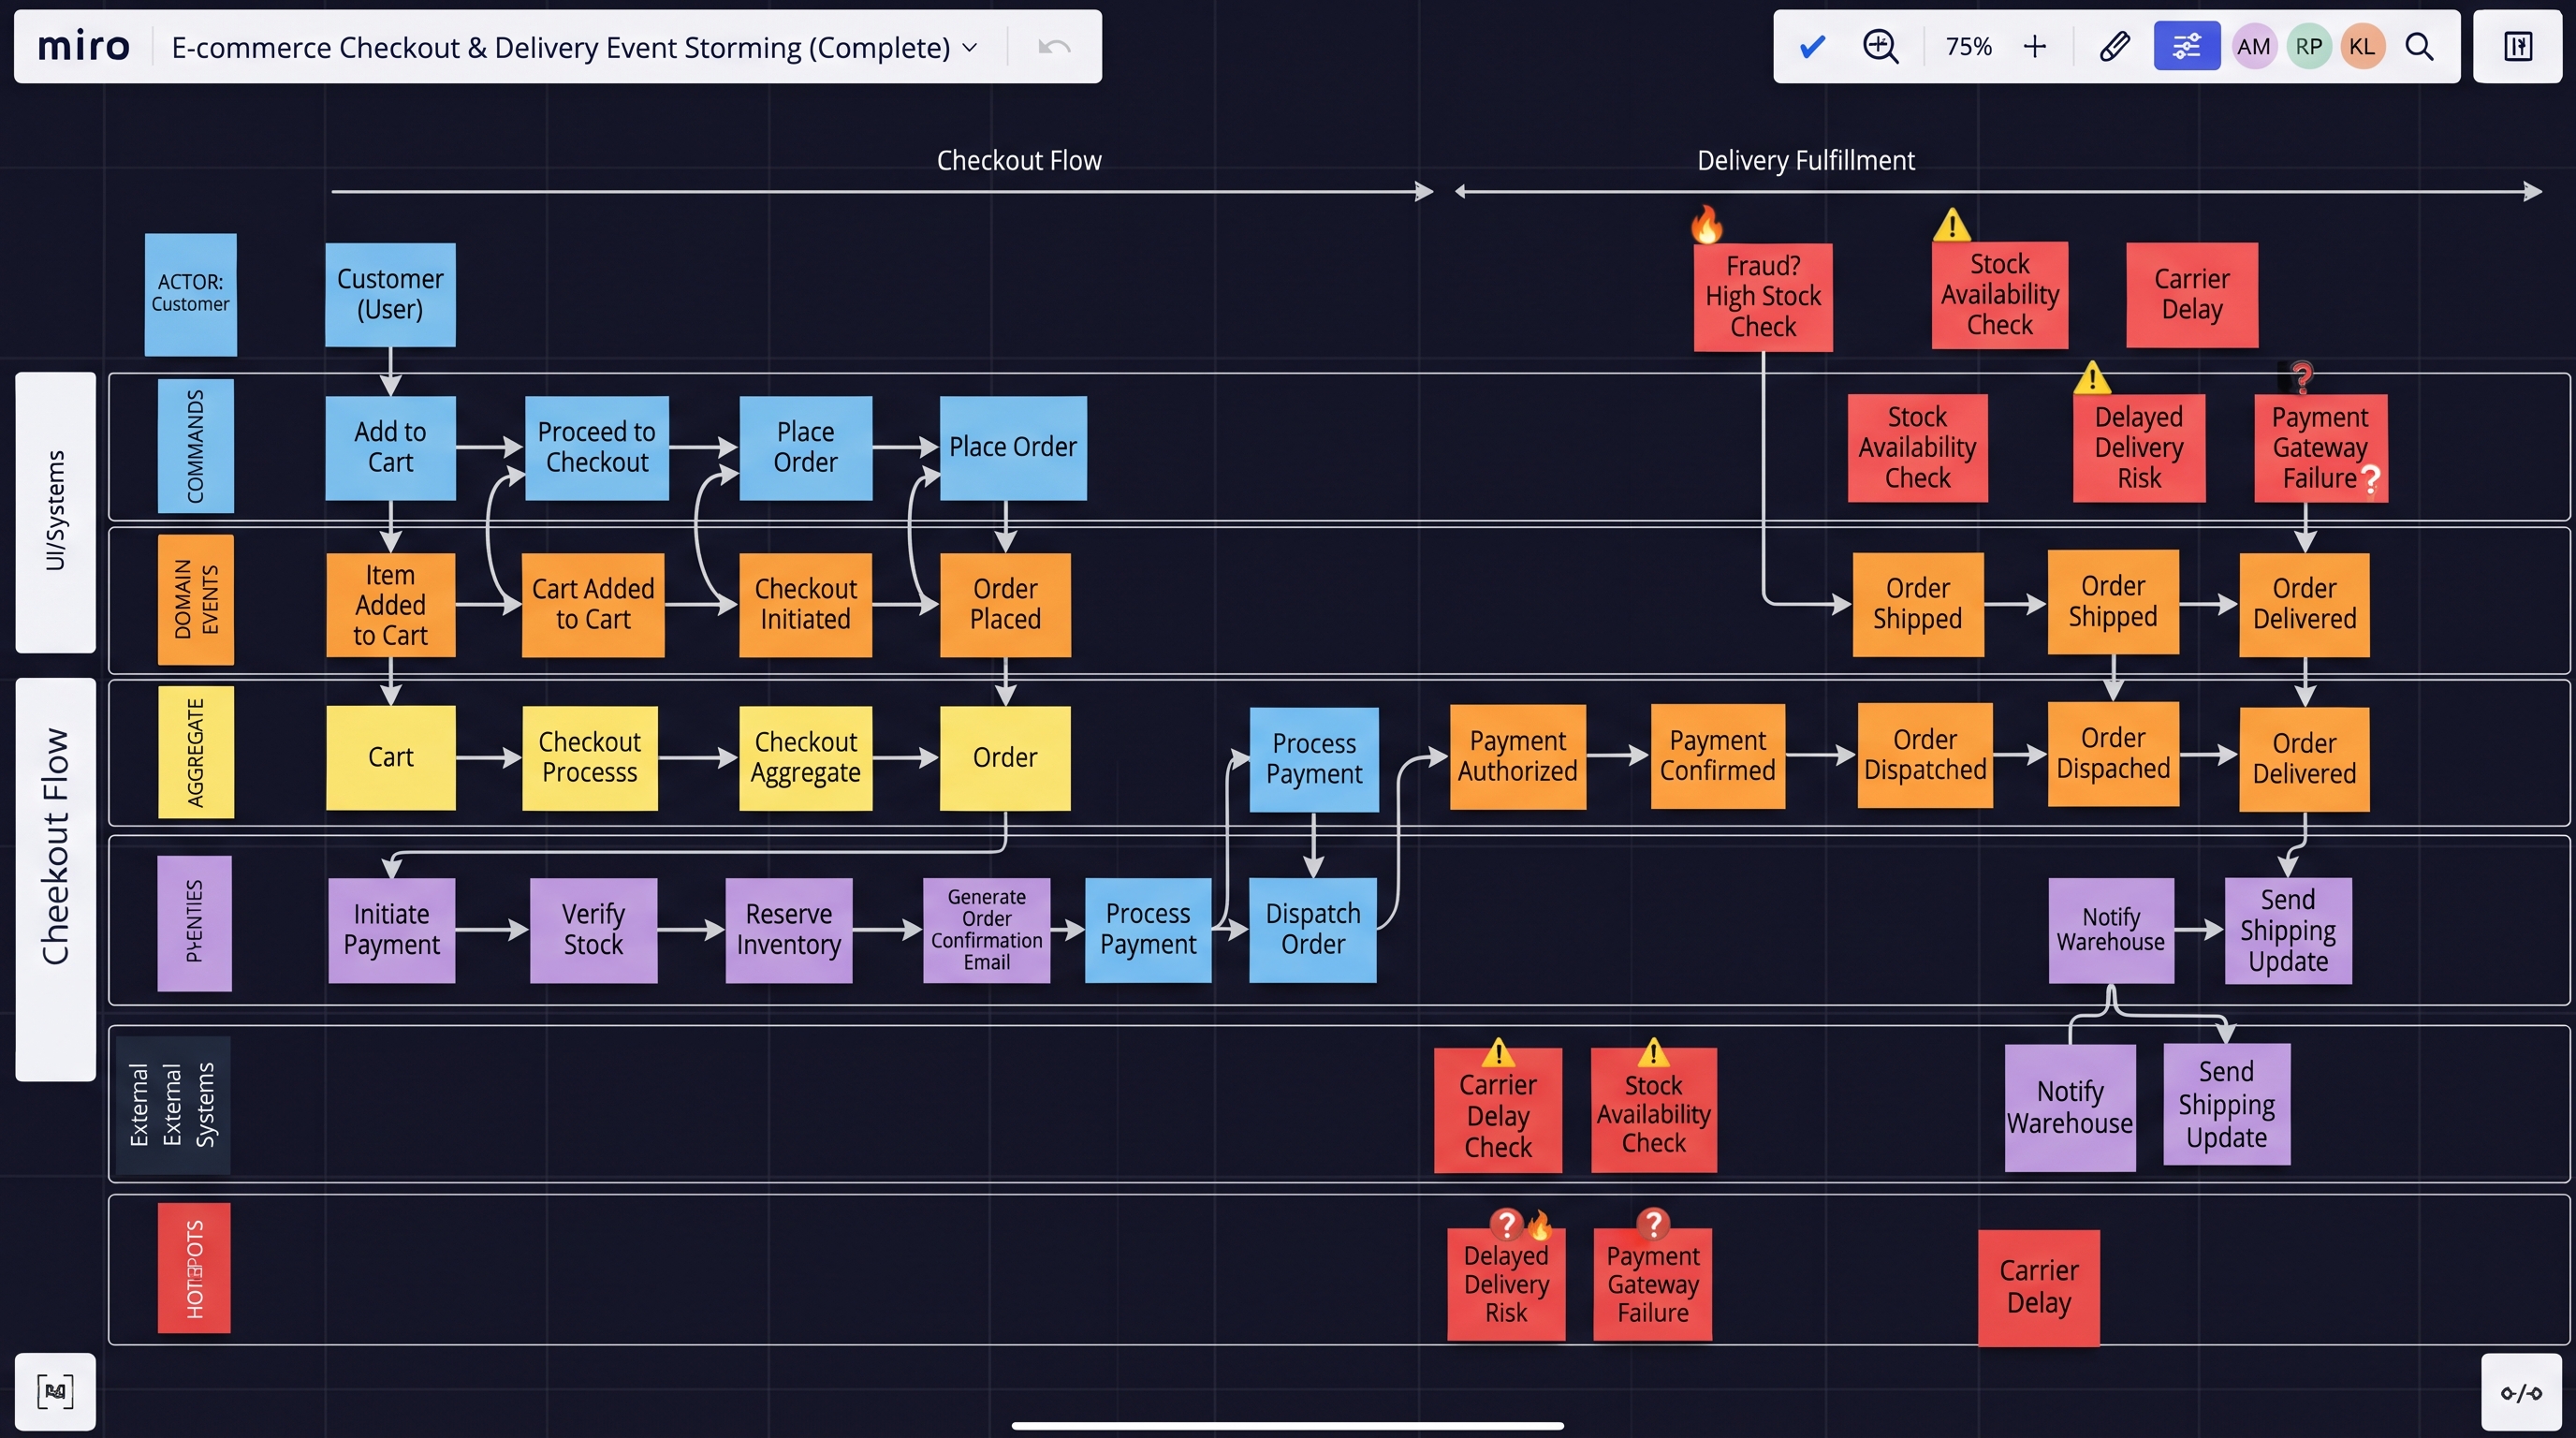 miro
E-commerce Checkout & Delivery Event Storming (Complete)
75%
AM
RP
KL
Checkout Flow
Delivery Fulfillment
ACTOR:
Customer
Customer
(User)
Fraud?
High Stock
Check
Stock
Availability
Check
Carrier
Delay
UI/Systems
COMMANDS
Add to
Cart
Proceed to
Checkout
Place
Order
Place Order
Stock
Availability
Check
Delayed
Delivery
Risk
Payment
Gateway
Failure
DOMAIN
EVENTS
Item
Added
to Cart
Cart Added
to Cart
Checkout
Initiated
Order
Placed
Order
Shipped
Order
Shipped
Order
Delivered
Cheekout Flow
AGGREGATE
Cart
Checkout
Processs
Checkout
Aggregate
Order
Process
Payment
Payment
Authorized
Payment
Confirmed
Order
Dispatched
Order
Dispached
Order
Delivered
Initiate
Payment
Verify
Stock
Reserve
Inventory
Generate
Order
Confirmation
Email
Process
Payment
Dispatch
Order
Notify
Warehouse
Send
Shipping
Update
External
External
Systems
Carrier
Delay
Check
Stock
Availability
Check
Notify
Warehouse
Send
Shipping
Update
Delayed
Delivery
Risk
Payment
Gateway
Failure
Carrier
Delay